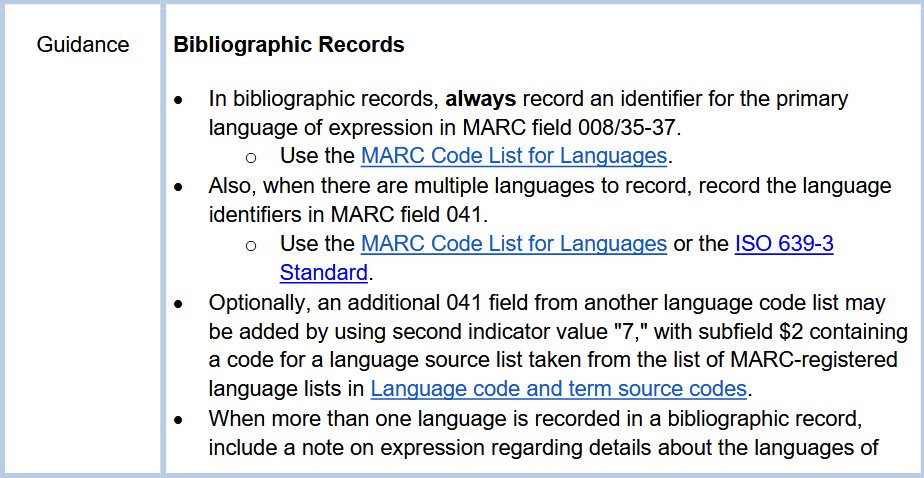 Guidance
Bibliographic Records
• In bibliographic records, always record an identifier for the primary
language of expression in MARC field 008/35-37.
○ Use the MARC Code List for Languages.
• Also, when there are multiple languages to record, record the language
identifiers in MARC field 041.
○ Use the MARC Code List for Languages or the ISO 639-3
Standard.
• Optionally, an additional 041 field from another language code list may
be added by using second indicator value "7," with subfield $2 containing
a code for a language source list taken from the list of MARC-registered
language lists in Language code and term source codes.
• When more than one language is recorded in a bibliographic record,
include a note on expression regarding details about the languages of